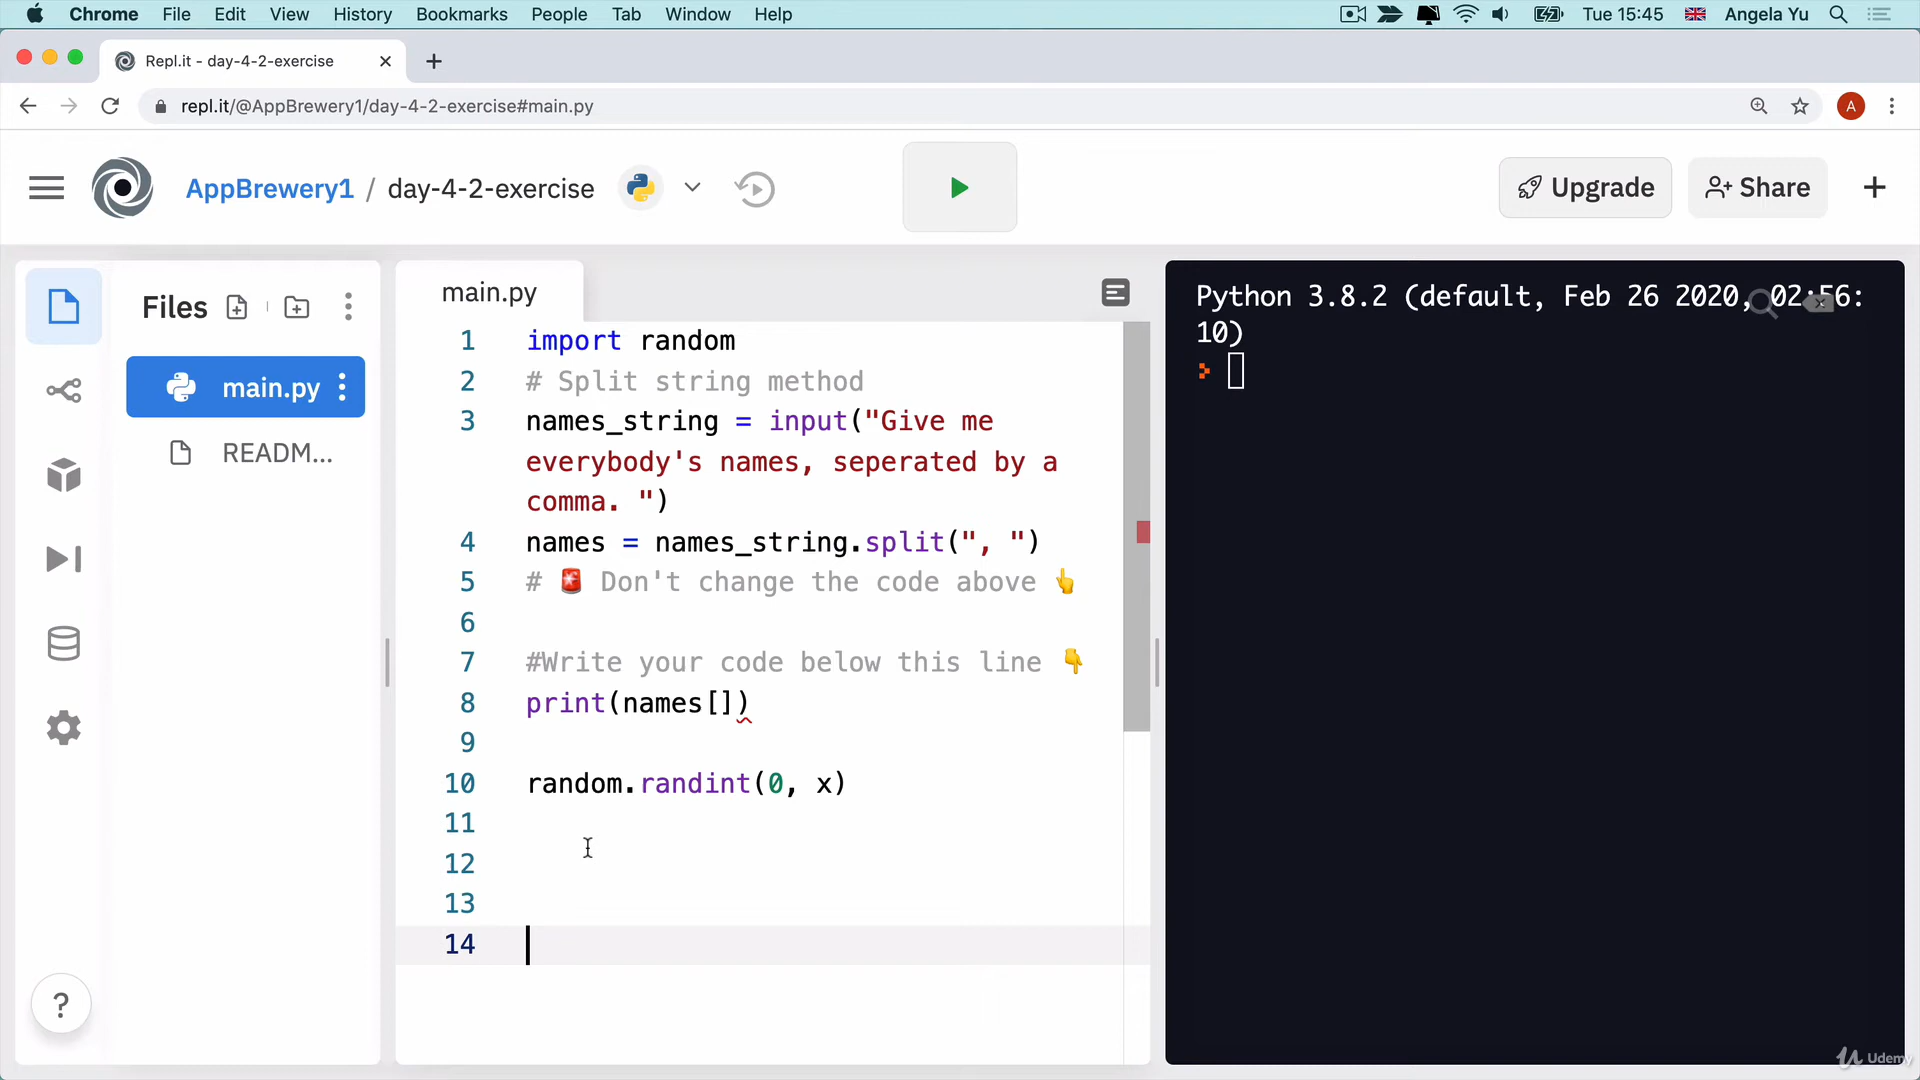 Chrome File Edit View History Bookmarks People Tab Window Help Tue 15:45 Angela Yu
Repl.it - day-4-2-exercise
repl.it/@AppBrewery1/day-4-2-exercise#main.py A
AppBrewery1 / day-4-2-exercise Upgrade Share
Files
main.py
READM...
main.py
1 import random
2 # Split string method
3 names_string = input("Give me
everybody's names, seperated by a
comma. ")
4 names = names_string.split(", ")
5 # 🚨 Don't change the code above 👆
6
7 #Write your code below this line 👇
8 print(names[])
9
10 random.randint(0, x)
11
12
13
14
?
Python 3.8.2 (default, Feb 26 2020, 02:56:
10)
Udemy